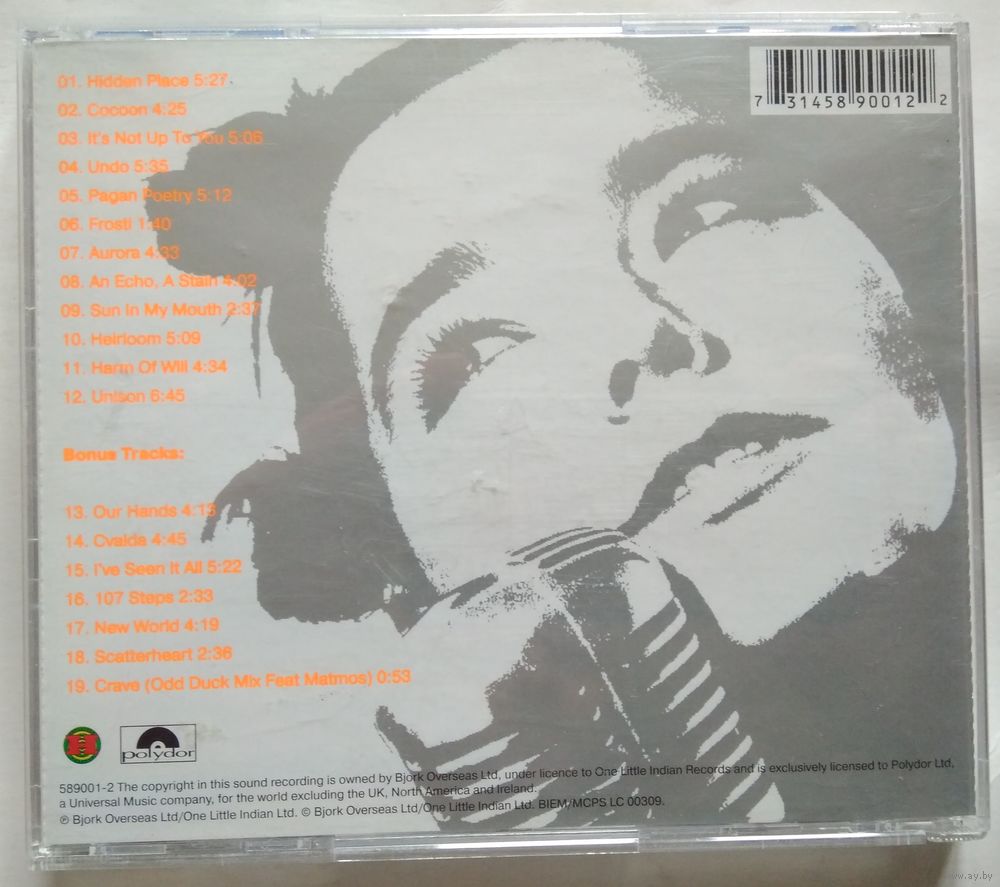 01. Hidden Place 5:27
02. Cocoon 4:25
03. It's Not Up To You 5:06
04. Undo 5:35
05. Pagan Poetry 5:12
06. Frosti 1:40
07. Aurora 4:33
08. An Echo, A Stain 4:02
09. Sun In My Mouth 2:37
10. Heirloom 5:09
11. Harm Of Will 4:34
12. Unison 6:45
Bonus Tracks:
13. Our Hands 4:13
14. Cvalda 4:45
15. I've Seen It All 5:22
16. 107 Steps 2:33
17. New World 4:19
18. Scatterheart 2:36
19. Crave (Odd Duck Mix Feat Matmos) 0:53
7 31458 90012 2
polydor
589001-2 The copyright in this sound recording is owned by Bjork Overseas Ltd, under licence to One Little Indian Records and is exclusively licensed to Polydor Ltd,
a Universal Music company, for the world excluding the UK, North America and Ireland.
℗ Bjork Overseas Ltd/One Little Indian Ltd. © Bjork Overseas Ltd/One Little Indian Ltd. BIEM/MCPS LC 00309.
www.ay.by